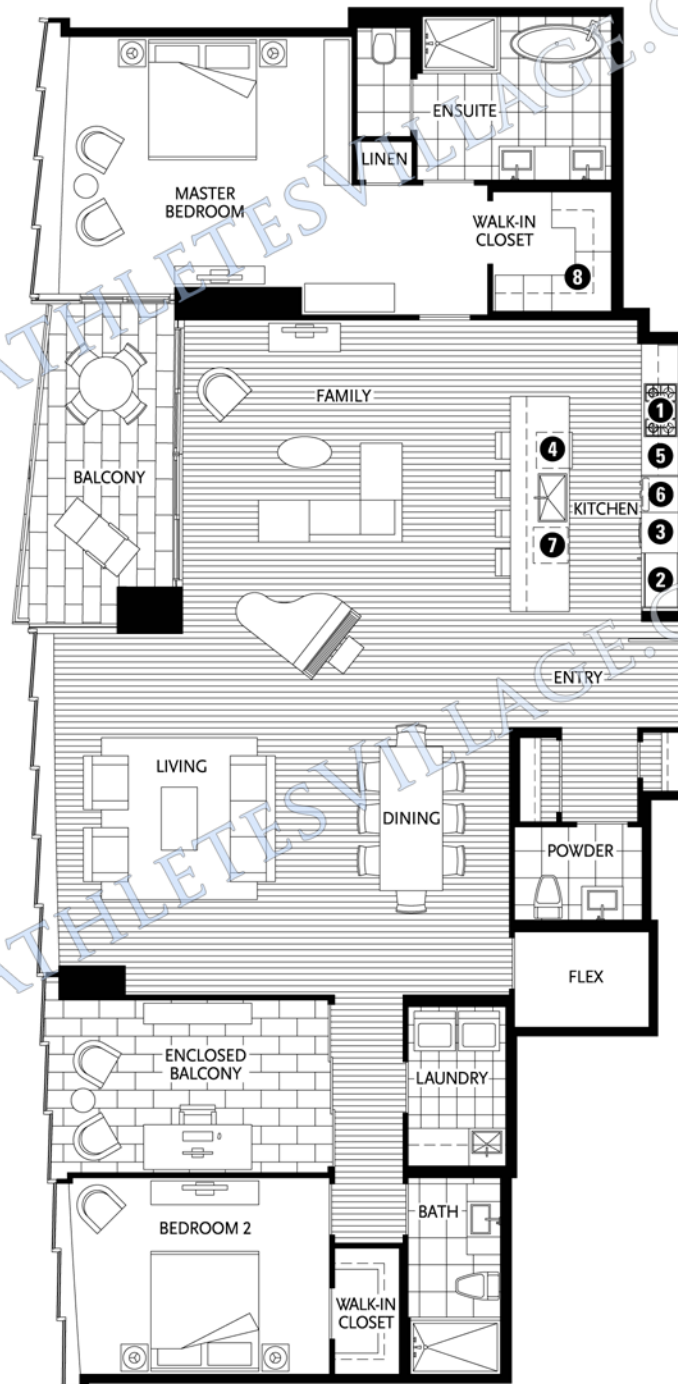 ENSUITE
LINEN
MASTER
BEDROOM
WALK-IN
CLOSET
8
FAMILY
1
4
5
BALCONY
6
KITCHEN
3
7
2
ENTRY
LIVING
DINING
POWDER
FLEX
ENCLOSED
BALCONY
LAUNDRY
BATH
BEDROOM 2
WALK-IN
CLOSET
ATHLETESVILLAGE.C
ATHLETESVILLAGE.C